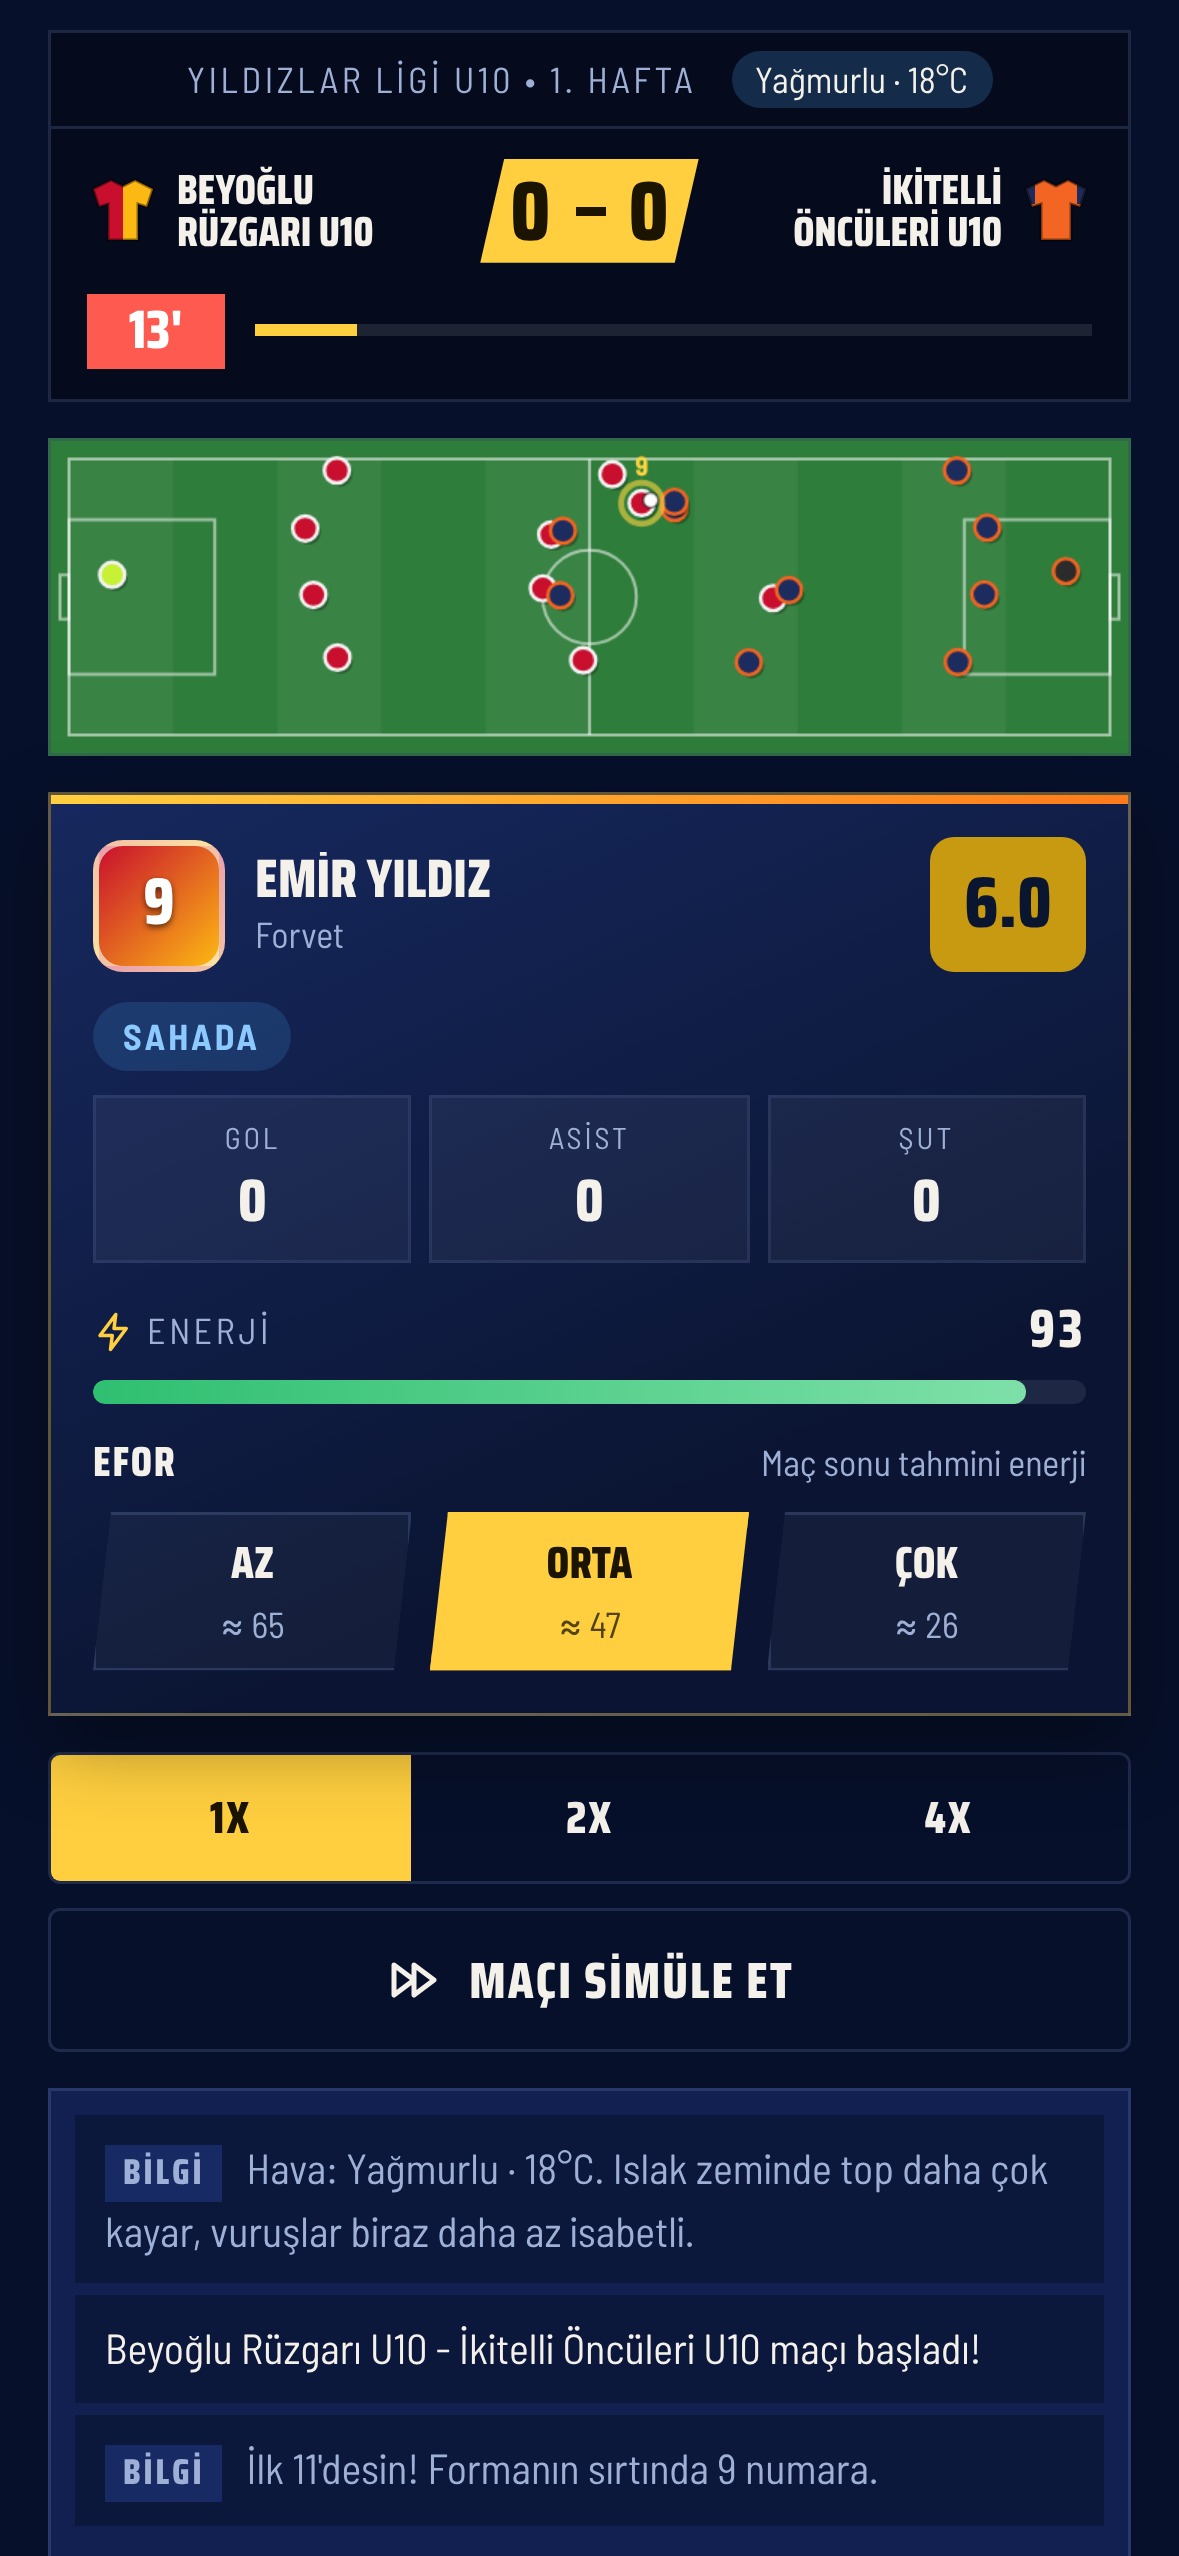 YILDIZLAR LİGİ U10 • 1. HAFTA
Yağmurlu · 18°C
BEYOĞLU
RÜZGARI U10
0 – 0
İKİTELLİ
ÖNCÜLERİ U10
13'
9
9
EMİR YILDIZ
Forvet
6.0
SAHADA
GOL
0
ASİST
0
ŞUT
0
ENERJİ
93
EFOR
Maç sonu tahmini enerji
AZ
≈ 65
ORTA
≈ 47
ÇOK
≈ 26
1X
2X
4X
MAÇI SİMÜLE ET
BİLGİ Hava: Yağmurlu · 18°C. Islak zeminde top daha çok
kayar, vuruşlar biraz daha az isabetli.
Beyoğlu Rüzgarı U10 - İkitelli Öncüleri U10 maçı başladı!
BİLGİ İlk 11'desin! Formanın sırtında 9 numara.